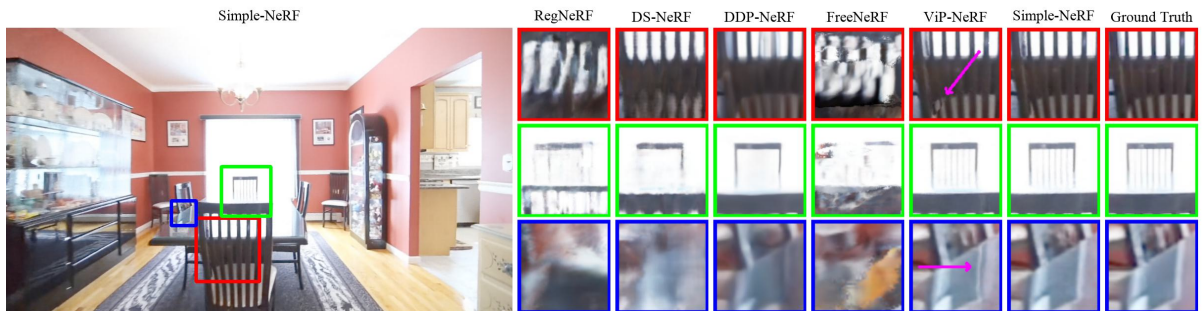 Simple-NeRF
RegNeRF DS-NeRF DDP-NeRF FreeNeRF ViP-NeRF Simple-NeRF Ground Truth